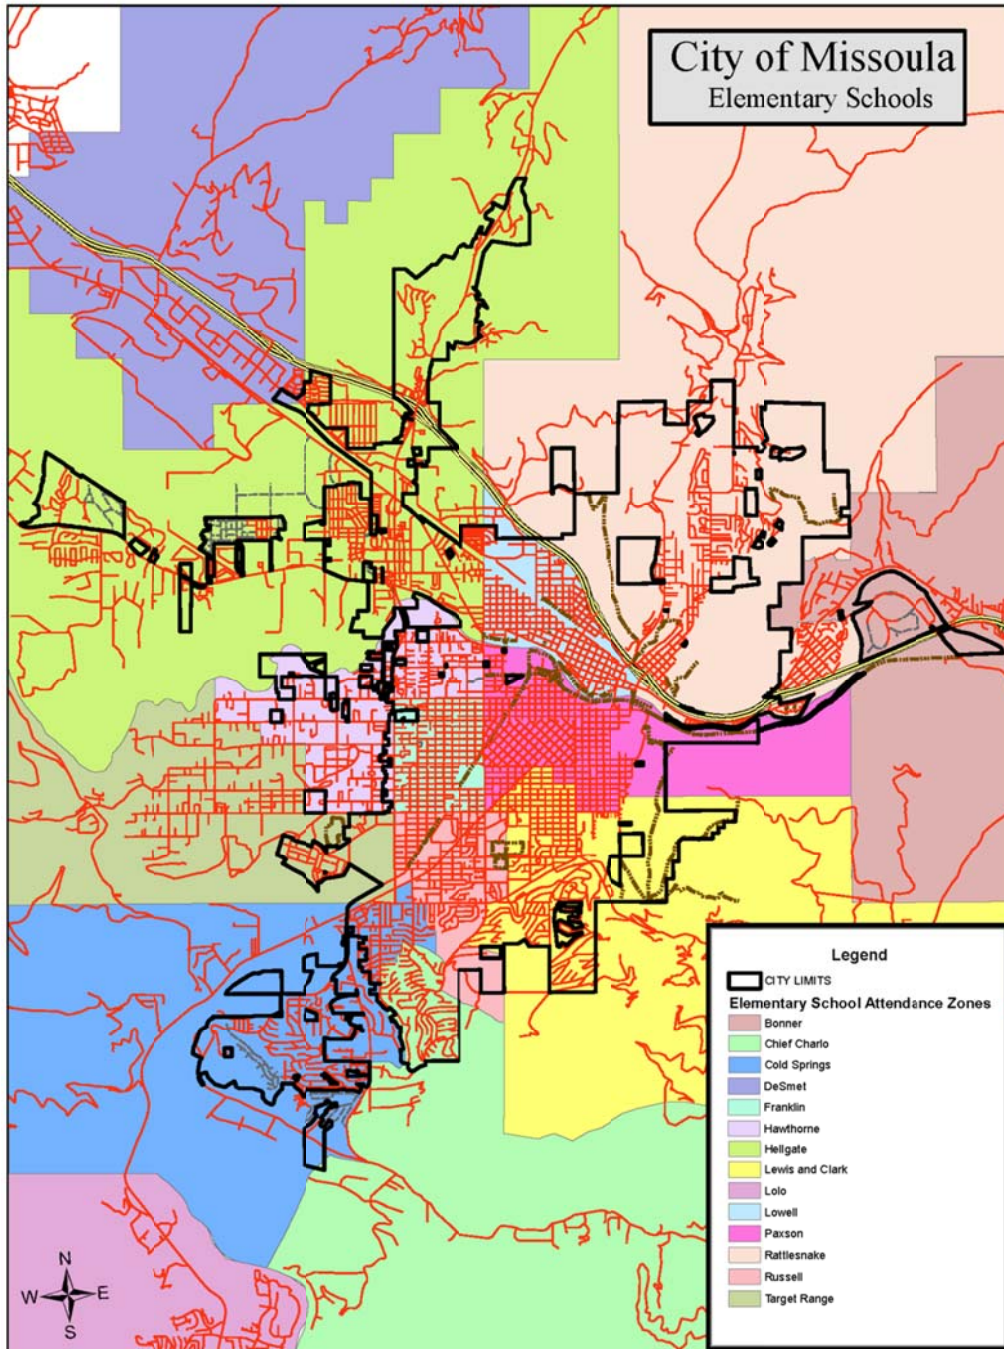 City of Missoula
Elementary Schools
Legend
CITY LIMITS
Elementary School Attendance Zones
Bonner
Chief Charlo
Cold Springs
DeSmet
Franklin
Hawthorne
Hellgate
Lewis and Clark
Lolo
Lowell
Paxson
Rattlesnake
Russell
Target Range
N
W
E
S